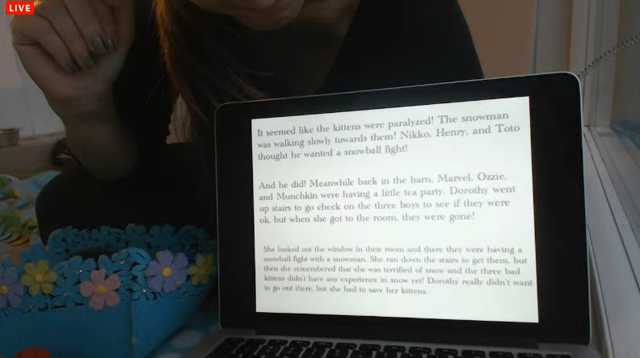 LIVE
It seemed like the kittens were paralyzed! The snowman
was walking slowly towards them! Nikko, Henry, and Toto
thought he wanted a snowball fight!
And he did! Meanwhile back in the barn, Marvel, Ozzie,
and Munchkin were having a little tea party. Dorothy went
up stairs to go check on the three boys to see if they were
ok, but when she got to the room, they were gone!
She looked out the window in their room and there they were having a
snowball fight with a snowman. She ran down the stairs to get them, but
then she remembered that she was terrified of snow and the three bad
kittens didn't have any experience in snow yet! Dorothy really didn't want
to go out there, but she had to save her kittens.